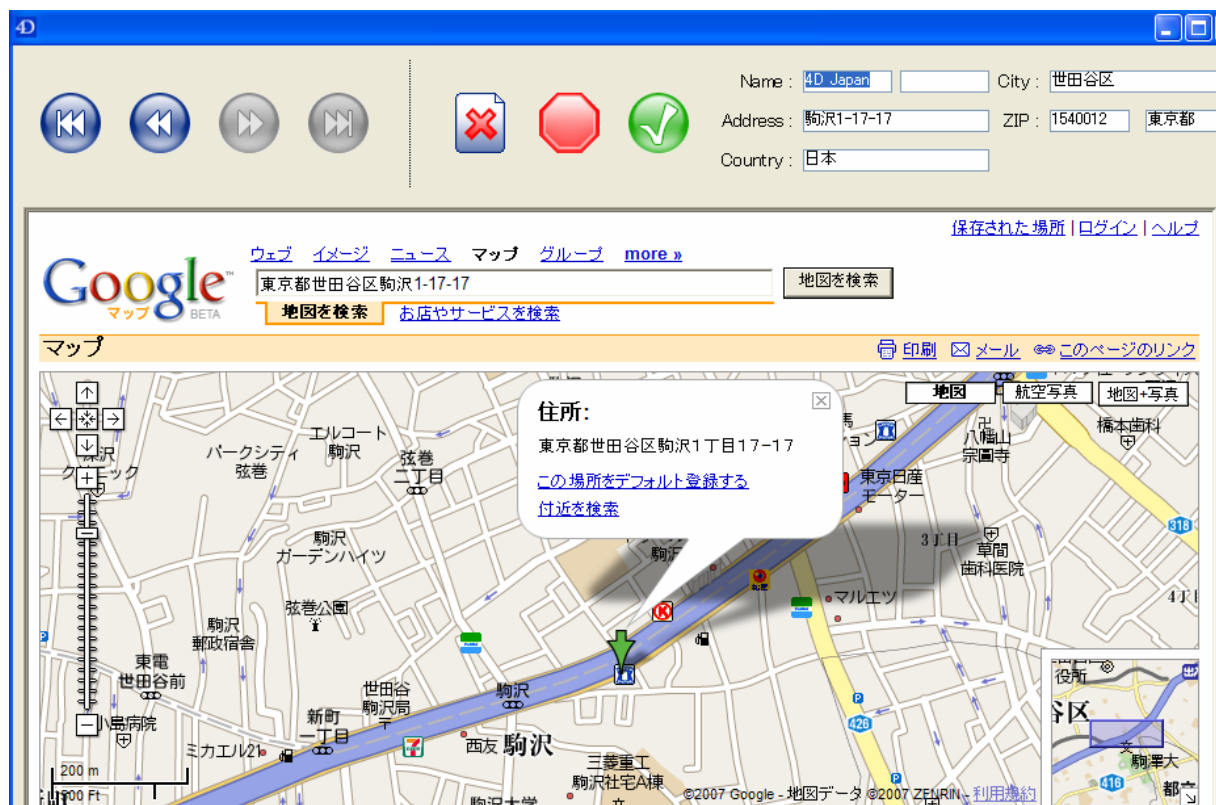 4D
Name : 4D Japan City : 世田谷区
Address : 駒沢1-17-17 ZIP : 1540012 東京都
Country : 日本
保存された場所 | ログイン | ヘルプ
ウェブ イメージ ニュース マップ グループ more »
Google™ マップ BETA
東京都世田谷区駒沢1-17-17 地図を検索
地図を検索 お店やサービスを検索
マップ 印刷 メール このページのリンク
地図 航空写真 地図+写真
住所:
東京都世田谷区駒沢1丁目17-17
この場所をデフォルト登録する
付近を検索
八幡山
宗圓寺
橋本歯科
エルコート
駒沢
パークシティ
弦巻
弦巻
二丁目
東京日産
モーター
318
駒沢
ガーデンハイツ
3丁目
草間
歯科医院
弦巻公園
マルエツ
駒沢
郵政宿舎
東電
世田谷前
役所
谷区
世田谷
駒沢局
駒沢
426
新町
一丁目
小島病院
ミカエル21
西友
駒沢
三菱重工
駒沢社宅A棟
駒澤大
416
都立
200 m
500 Ft
駒沢大学
©2007 Google - 地図データ ©2007 ZENRIN - 利用規約